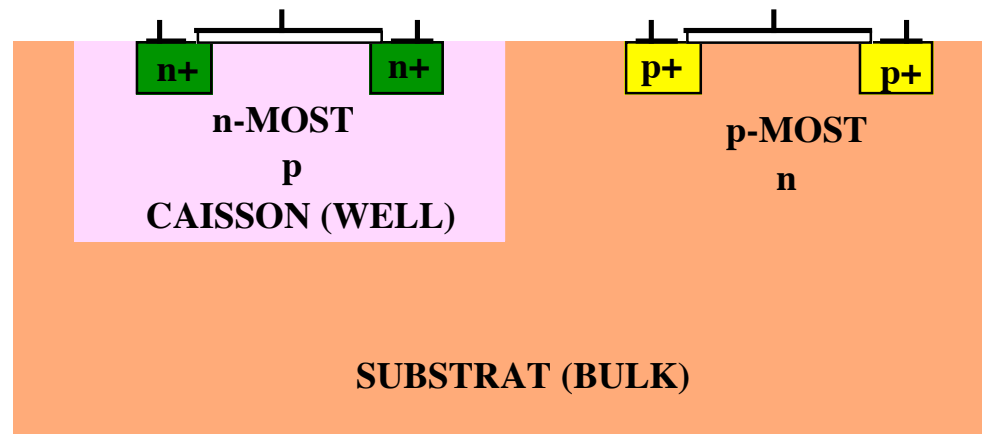 n+
n+
p+
p+
n-MOST
p
CAISSON (WELL)
p-MOST
n
SUBSTRAT (BULK)